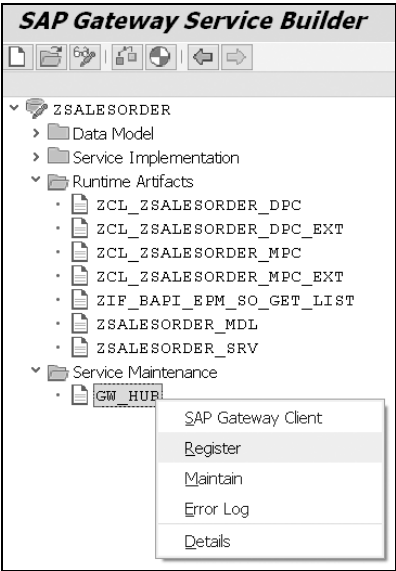 SAP Gateway Service Builder
ZSALESORDER
Data Model
Service Implementation
Runtime Artifacts
ZCL_ZSALESORDER_DPC
ZCL_ZSALESORDER_DPC_EXT
ZCL_ZSALESORDER_MPC
ZCL_ZSALESORDER_MPC_EXT
ZIF_BAPI_EPM_SO_GET_LIST
ZSALESORDER_MDL
ZSALESORDER_SRV
Service Maintenance
GW_HUB
SAP Gateway Client
Register
Maintain
Error Log
Details